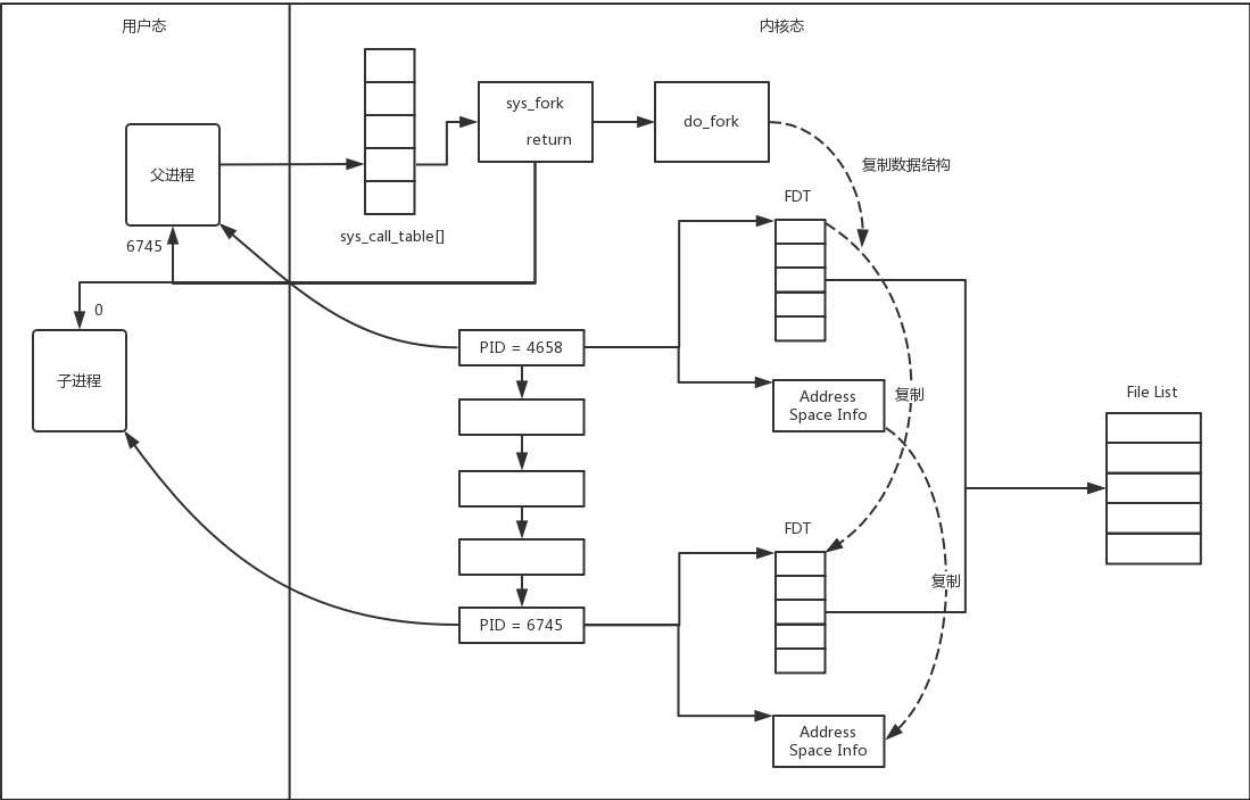 用户态
内核态
sys_fork
return
do_fork
父进程
复制数据结构
FDT
sys_call_table[]
6745
0
PID = 4658
子进程
Address
Space Info
复制
File List
FDT
复制
PID = 6745
Address
Space Info